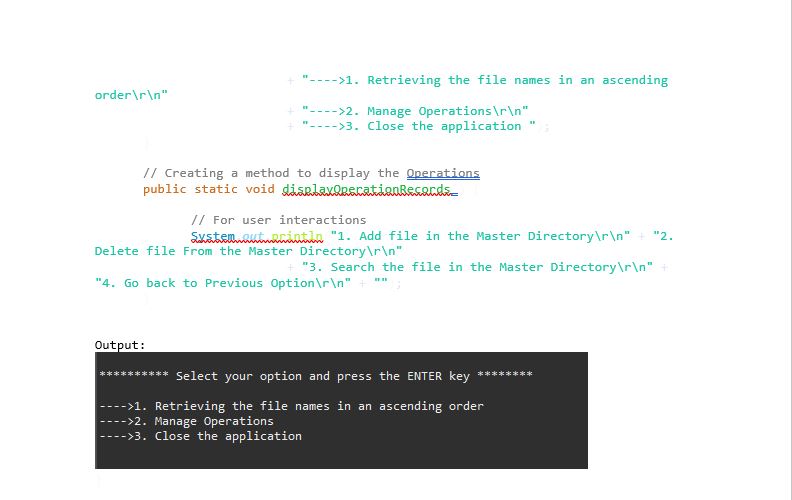 + "---->1. Retrieving the file names in an ascending
order\r\n"
+ "---->2. Manage Operations\r\n"
+ "---->3. Close the application " ;
}
// Creating a method to display the Operations
public static void displayOperationRecords
// For user interactions
System.out.println "1. Add file in the Master Directory\r\n" + "2.
Delete file From the Master Directory\r\n"
+ "3. Search the file in the Master Directory\r\n" +
"4. Go back to Previous Option\r\n" + "" ;
Output:
********** Select your option and press the ENTER key ********
---->1. Retrieving the file names in an ascending order
---->2. Manage Operations
---->3. Close the application